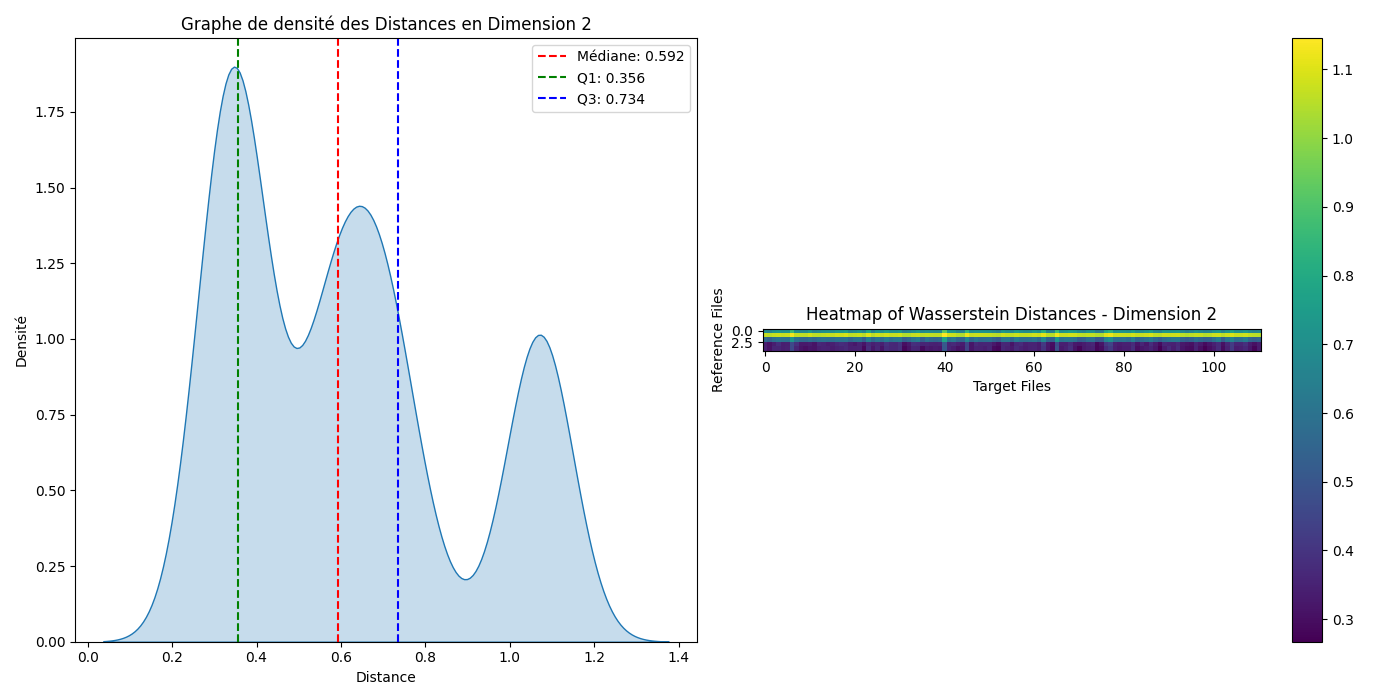 Graphe de densité des Distances en Dimension 2
Médiane: 0.592
Q1: 0.356
Q3: 0.734
1.75
1.50
1.25
1.00
0.75
0.50
0.25
0.00
Densité
0.0 0.2 0.4 0.6 0.8 1.0 1.2 1.4
Distance
Heatmap of Wasserstein Distances - Dimension 2
Reference Files
0.0
2.5
0 20 40 60 80 100
Target Files
1.1
1.0
0.9
0.8
0.7
0.6
0.5
0.4
0.3